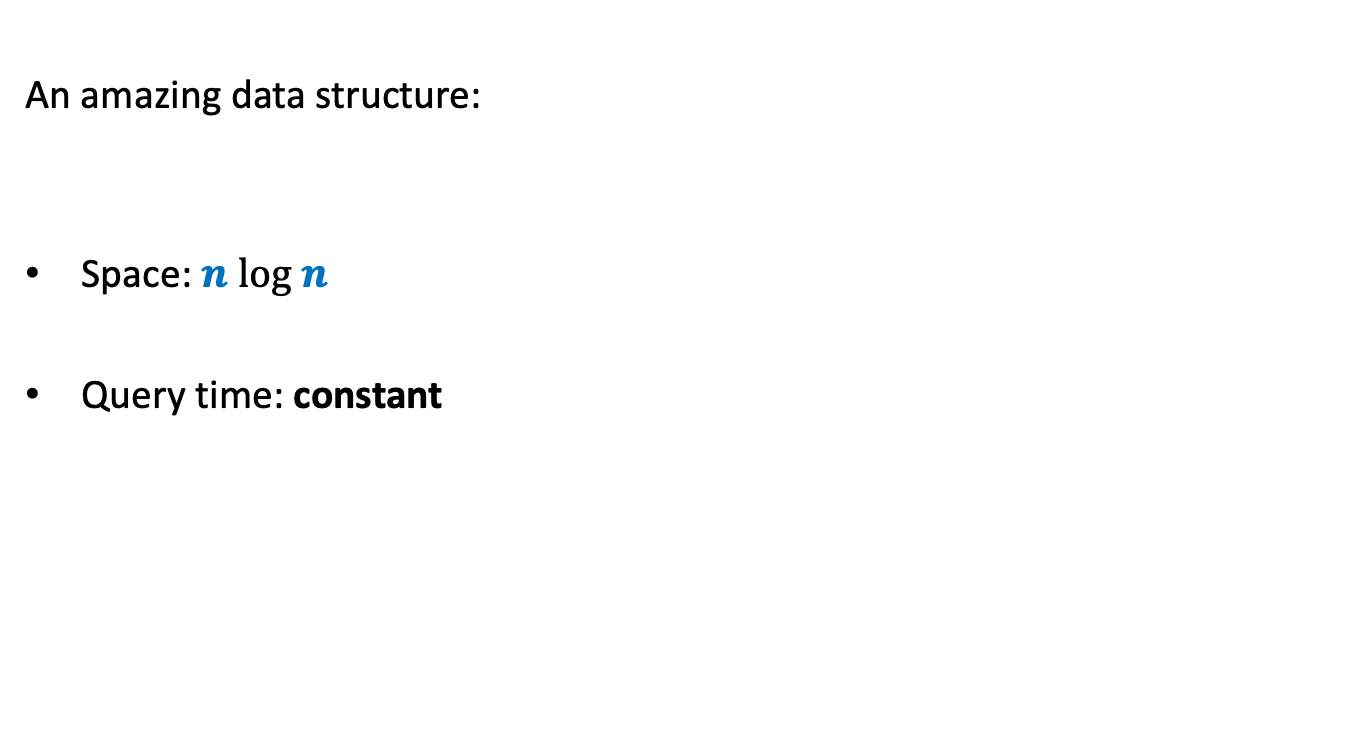 An amazing data structure:
• Space: n log n
• Query time: constant